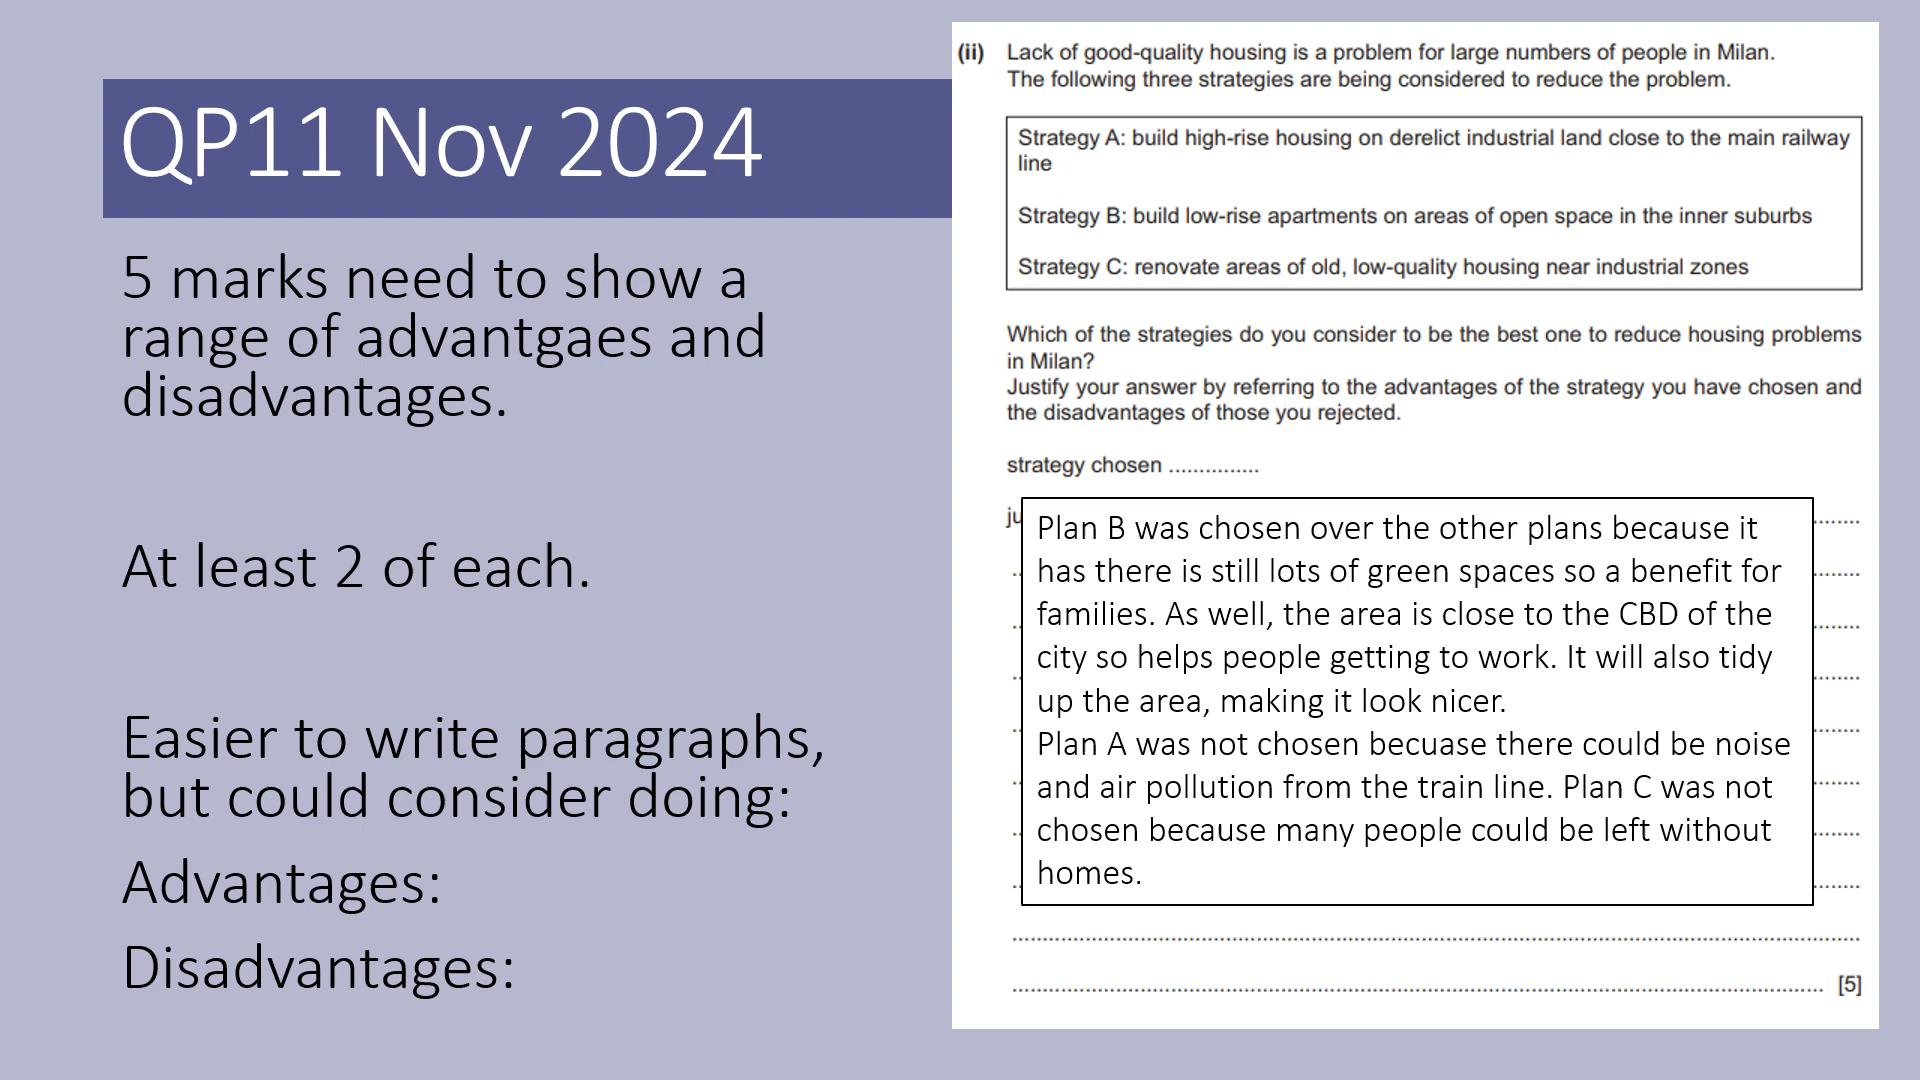 QP11 Nov 2024
5 marks need to show a
range of advantgaes and
disadvantages.
At least 2 of each.
Easier to write paragraphs,
but could consider doing:
Advantages:
Disadvantages:
(ii) Lack of good-quality housing is a problem for large numbers of people in Milan.
The following three strategies are being considered to reduce the problem.
Strategy A: build high-rise housing on derelict industrial land close to the main railway
line
Strategy B: build low-rise apartments on areas of open space in the inner suburbs
Strategy C: renovate areas of old, low-quality housing near industrial zones
Which of the strategies do you consider to be the best one to reduce housing problems
in Milan?
Justify your answer by referring to the advantages of the strategy you have chosen and
the disadvantages of those you rejected.
strategy chosen ...............
Plan B was chosen over the other plans because it
has there is still lots of green spaces so a benefit for
families. As well, the area is close to the CBD of the
city so helps people getting to work. It will also tidy
up the area, making it look nicer.
Plan A was not chosen becuase there could be noise
and air pollution from the train line. Plan C was not
chosen because many people could be left without
homes.
[5]